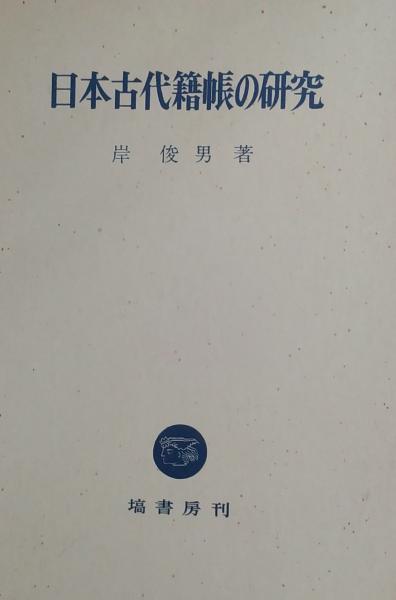 日本古代籍帳の研究
岸 俊男 著
塙書房刊